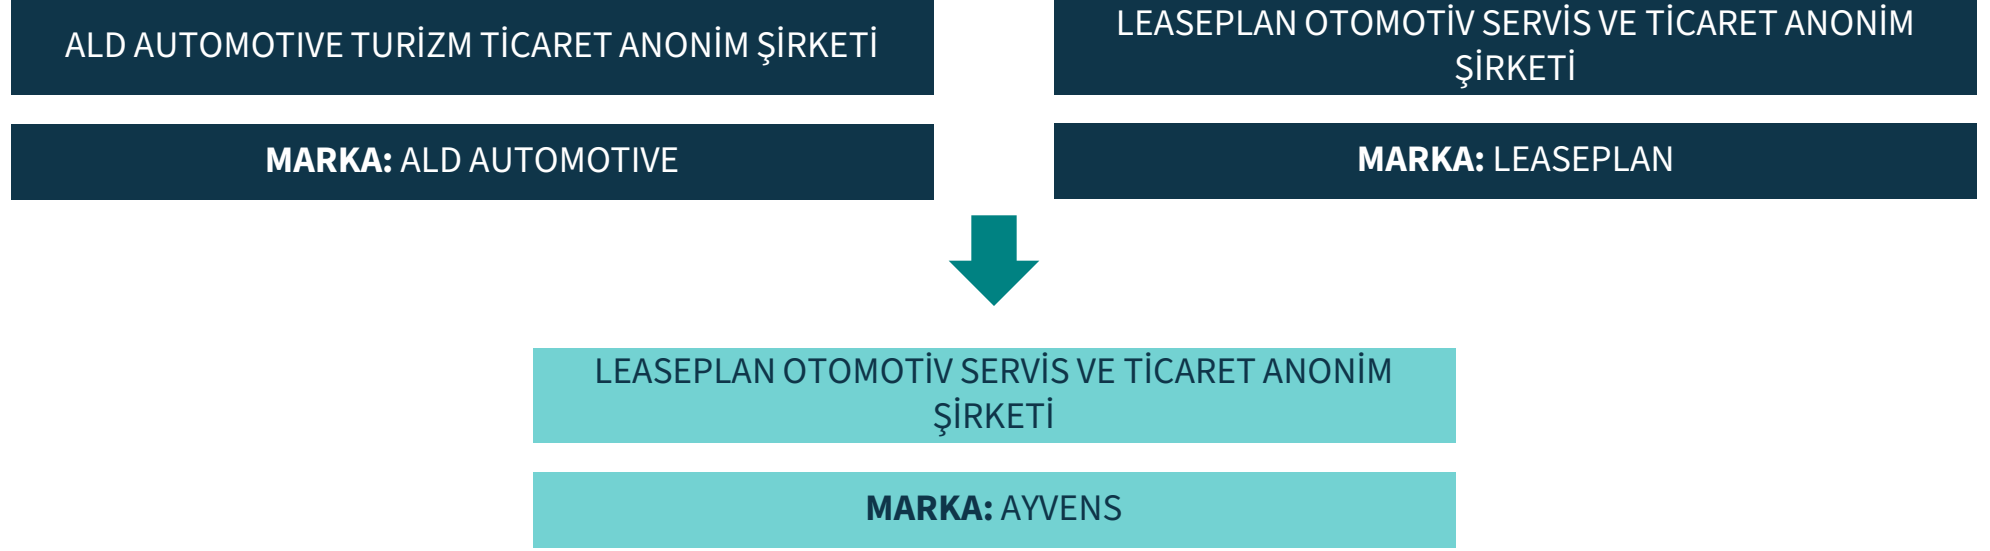 ALD AUTOMOTIVE TURİZM TİCARET ANONİM ŞİRKETİ
MARKA: ALD AUTOMOTIVE
LEASEPLAN OTOMOTİV SERVİS VE TİCARET ANONİM
ŞİRKETİ
MARKA: LEASEPLAN
LEASEPLAN OTOMOTİV SERVİS VE TİCARET ANONİM
ŞİRKETİ
MARKA: AYVENS